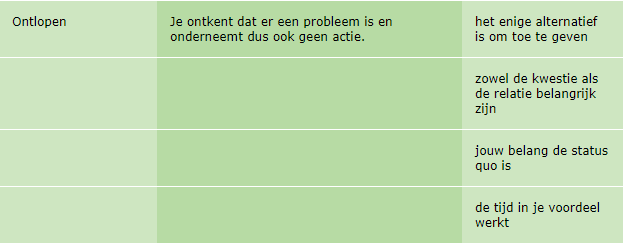 Ontlopen
Je ontkent dat er een probleem is en
onderneemt dus ook geen actie.
het enige alternatief
is om toe te geven
zowel de kwestie als
de relatie belangrijk
zijn
jouw belang de status
quo is
de tijd in je voordeel
werkt